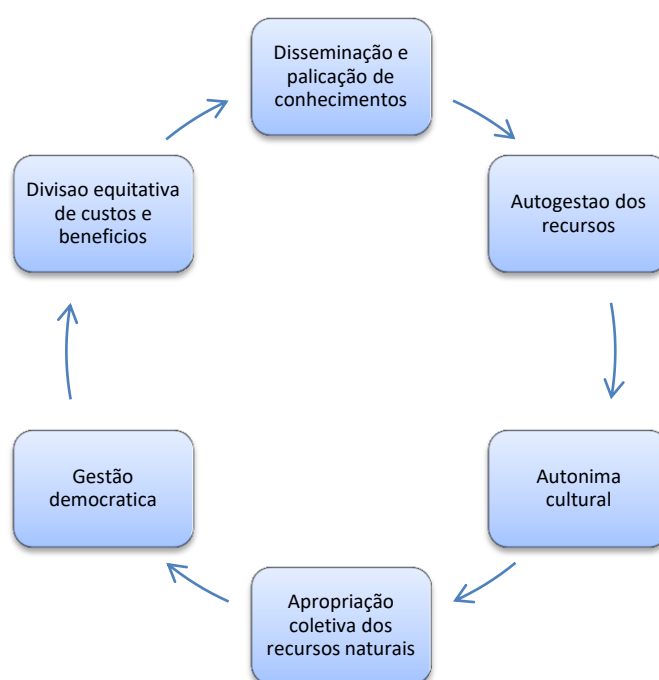 Disseminação e
palicação de
conhecimentos
Autogestao dos
recursos
Autonima
cultural
Apropriação
coletiva dos
recursos naturais
Gestão
democratica
Divisao equitativa
de custos e
beneficios